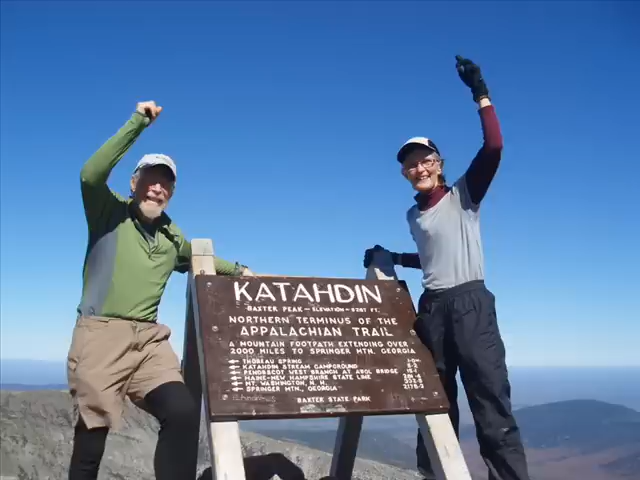 KATAHDIN
BAXTER PEAK - ELEVATION - 5267 FT.
NORTHERN TERMINUS OF THE
APPALACHIAN TRAIL
A MOUNTAIN FOOTPATH EXTENDING OVER
2000 MILES TO SPRINGER MTN. GEORGIA
THOREAU SPRING
KATAHDIN STREAM CAMPGROUND 5.2
PENOBSCOT WEST BRANCH AT ABOL BRIDGE
MAINE-NEW HAMPSHIRE STATE LINE
MT. WASHINGTON, N. H.
SPRINGER MTN., GEORGIA
BAXTER STATE PARK